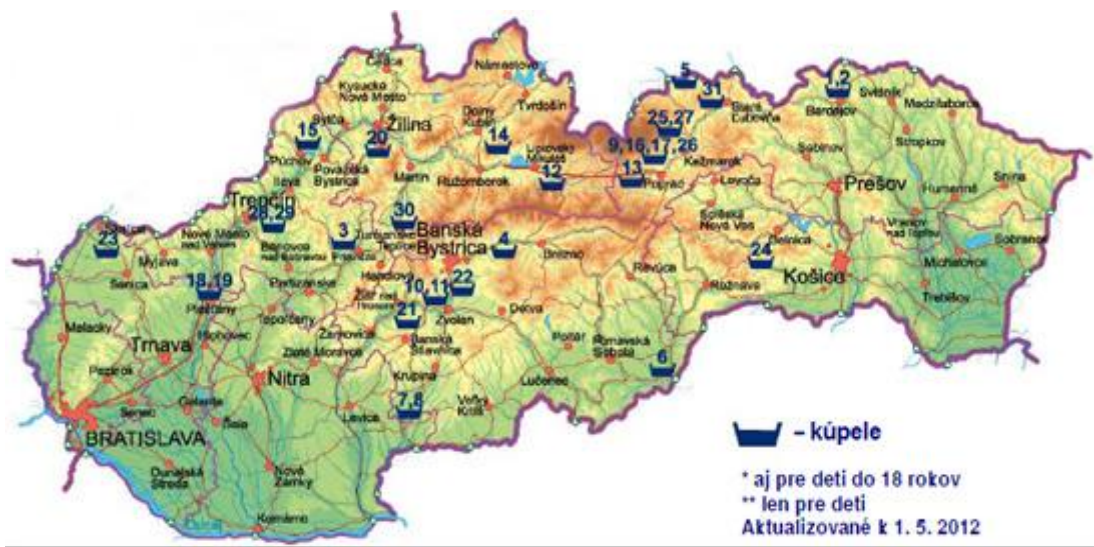 Čadca
Námestovo
5
1,2
Svidník
Kysucké
Nové Mesto
Tvrdošín
31
Stará
Ľubovňa
Bardejov
Medzilaborce
Bytča
Žilina
Dolný
Kubín
25,27
Stropkov
15
20
14
9,16,17,26
Sabinov
Púchov
Považská
Bystrica
Martin
Ružomberok
Liptovský
Mikuláš
12
13
Poprad
Kežmarok
Levoča
Prešov
Humenné
Snina
Ilava
Trenčín
28,29
30
Spišská
Nová Ves
Vranov
nad Topľou
Skalica
23
Nové Mesto
nad Váhom
3
Turčianske
Teplice
Banská
Bystrica
4
Brezno
24
Gelnica
Sobrance
Myjava
Bánovce
nad Bebravou
Prievidza
Handlová
Revúca
Košice
Michalovce
Senica
18,19
Piešťany
Partizánske
Žiar nad
Hronom
10, 11
22
Rožňava
Trebišov
Malacky
Hlohovec
Topoľčany
Žarnovica
21
Zvolen
Detva
Trnava
Zlaté Moravce
Banská
Štiavnica
Poltár
Rimavská
Sobota
6
Pezinok
Nitra
Krupina
Lučenec
Senec
Galanta
Levice
7,8
Veľký
Krtíš
BRATISLAVA
Šaľa
– kúpele
Dunajská
Streda
Nové
Zámky
* aj pre deti do 18 rokov
** len pre deti
Komárno
Aktualizované k 1. 5. 2012